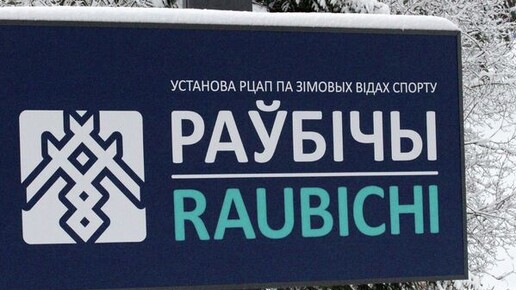 УСТАНОВА РЦАП ПА ЗІМОВЫХ ВІДАХ СПОРТУ
РАЎБІЧЫ
RAUBICHI